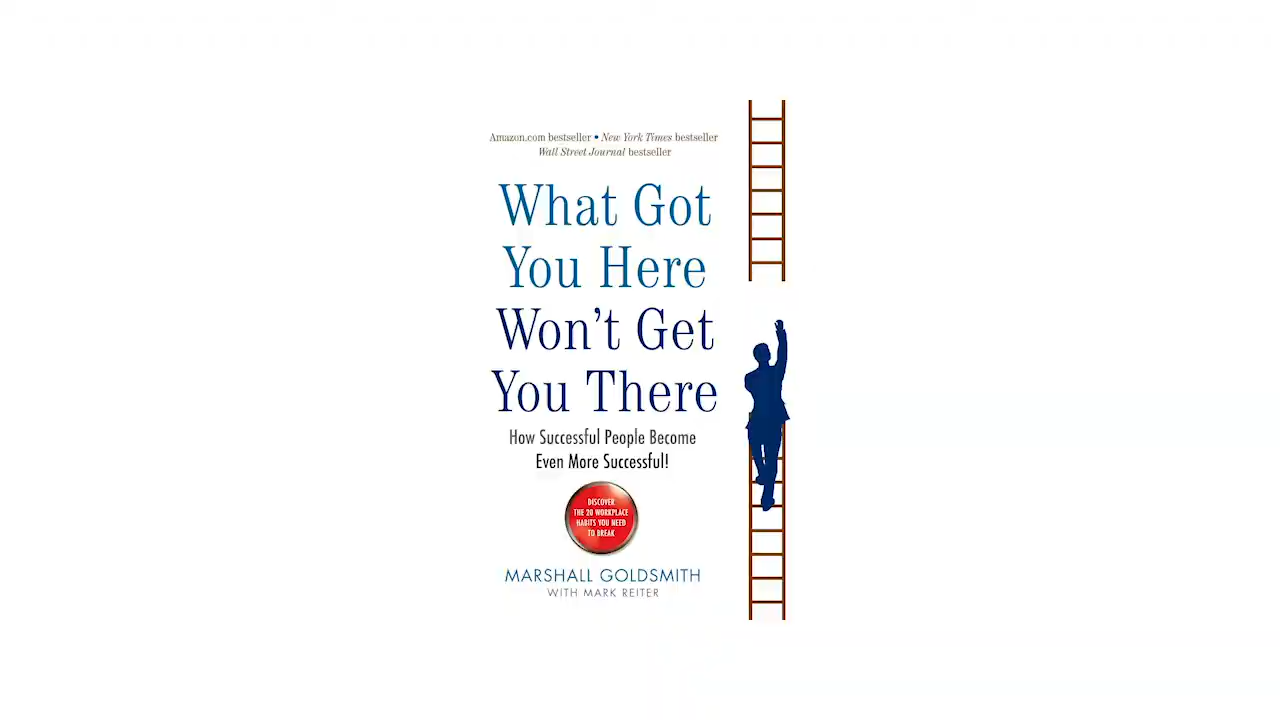 Amazon.com bestseller • New York Times bestseller
Wall Street Journal bestseller
What Got
You Here
Won't Get
You There
How Successful People Become
Even More Successful!
DISCOVER
THE 20 WORKPLACE
HABITS YOU NEED
TO BREAK
MARSHALL GOLDSMITH
WITH MARK REITER